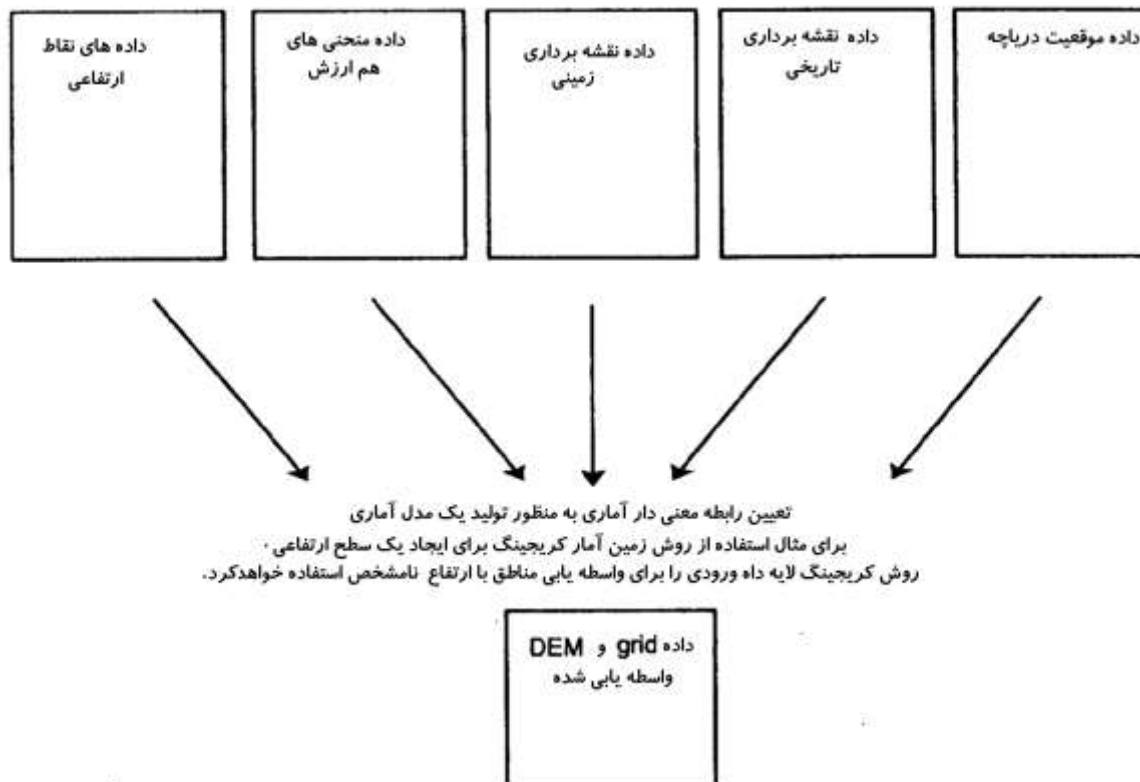 داده موقعیت دریاچه
داده نقشه برداری
تاریخی
داده نقشه برداری
زمینی
داده منحنی های
هم ارزش
داده های نقاط
ارتفاعی
تعیین رابطه معنی دار آماری به منظور تولید یک مدل آماری
برای مثال استفاده از روش زمین آمار کریجینگ برای ایجاد یک سطح ارتفاعی.
روش کریجینگ لایه داه ورودی را برای واسطه یابی مناطق با ارتفاع نامشخص استفاده خواهدکرد.
داده grid و DEM
واسطه یابی شده